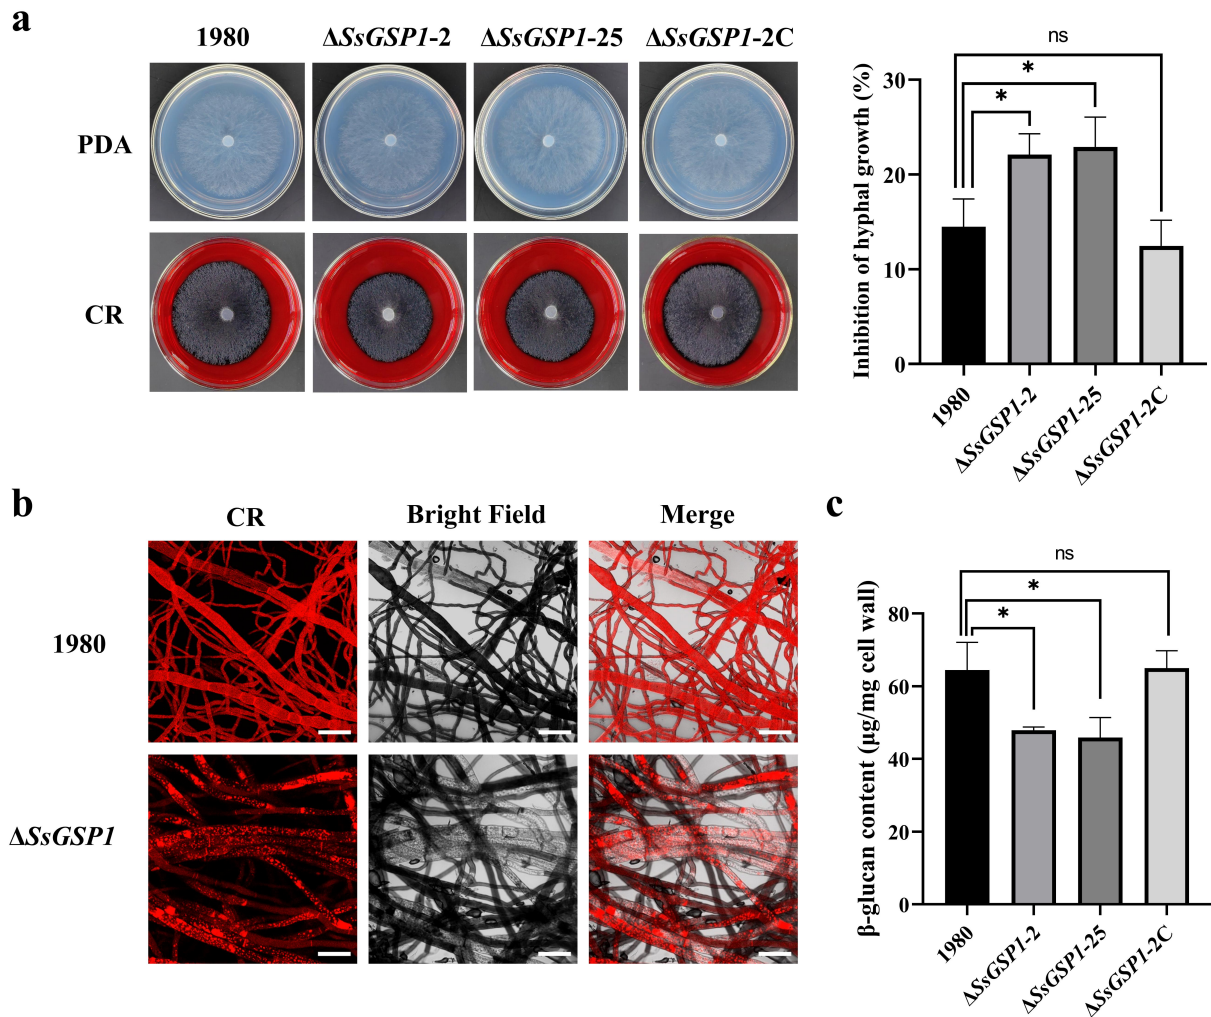 a
1980 ΔSsGSP1-2 ΔSsGSP1-25 ΔSsGSP1-2C
PDA
CR
Inhibition of hyphal growth (%)
30
20
10
0
ns
*
*
1980
ΔSsGSP1-2
ΔSsGSP1-25
ΔSsGSP1-2C
b
CR Bright Field Merge
1980
ΔSsGSP1
c
β-glucan content (μg/mg cell wall)
80
60
40
20
0
ns
*
*
1980
ΔSsGSP1-2
ΔSsGSP1-25
ΔSsGSP1-2C